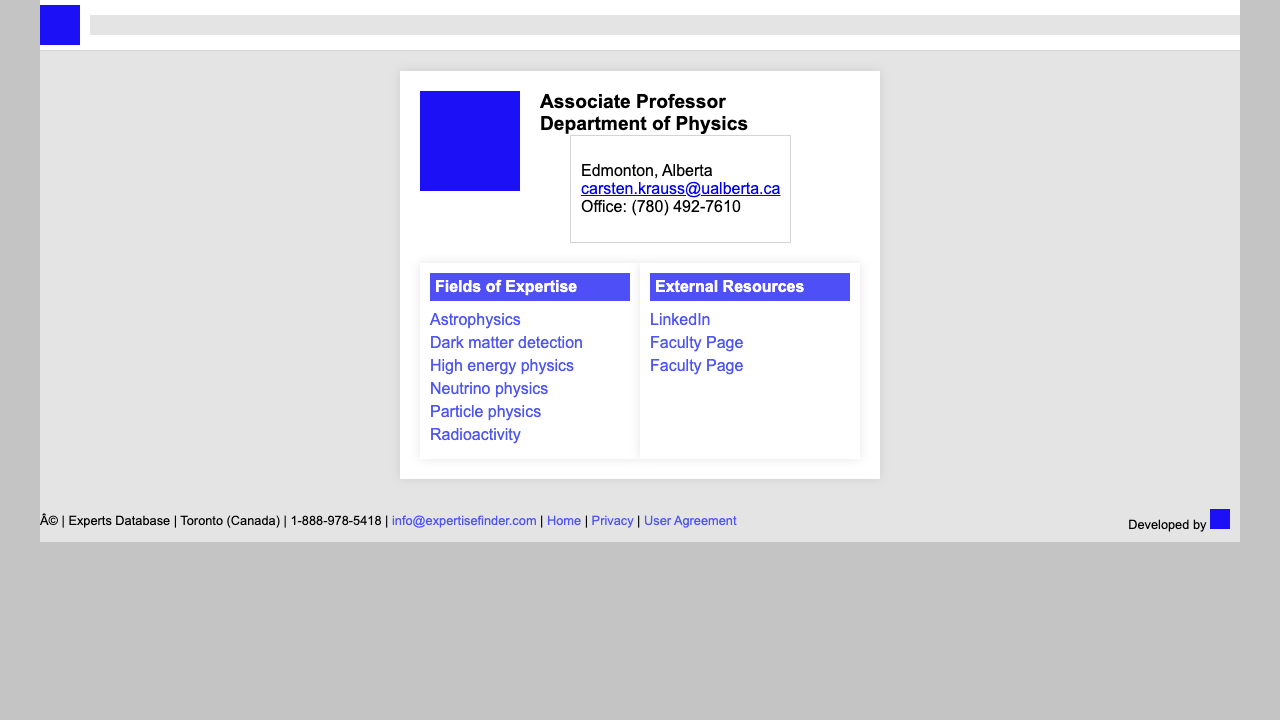 Associate Professor
Department of Physics
Edmonton, Alberta
carsten.krauss@ualberta.ca
Office: (780) 492-7610
Fields of Expertise
Astrophysics
Dark matter detection
High energy physics
Neutrino physics
Particle physics
Radioactivity
External Resources
LinkedIn
Faculty Page
Faculty Page
Â© | Experts Database | Toronto (Canada) | 1-888-978-5418 | info@expertisefinder.com | Home | Privacy | User Agreement
Developed by